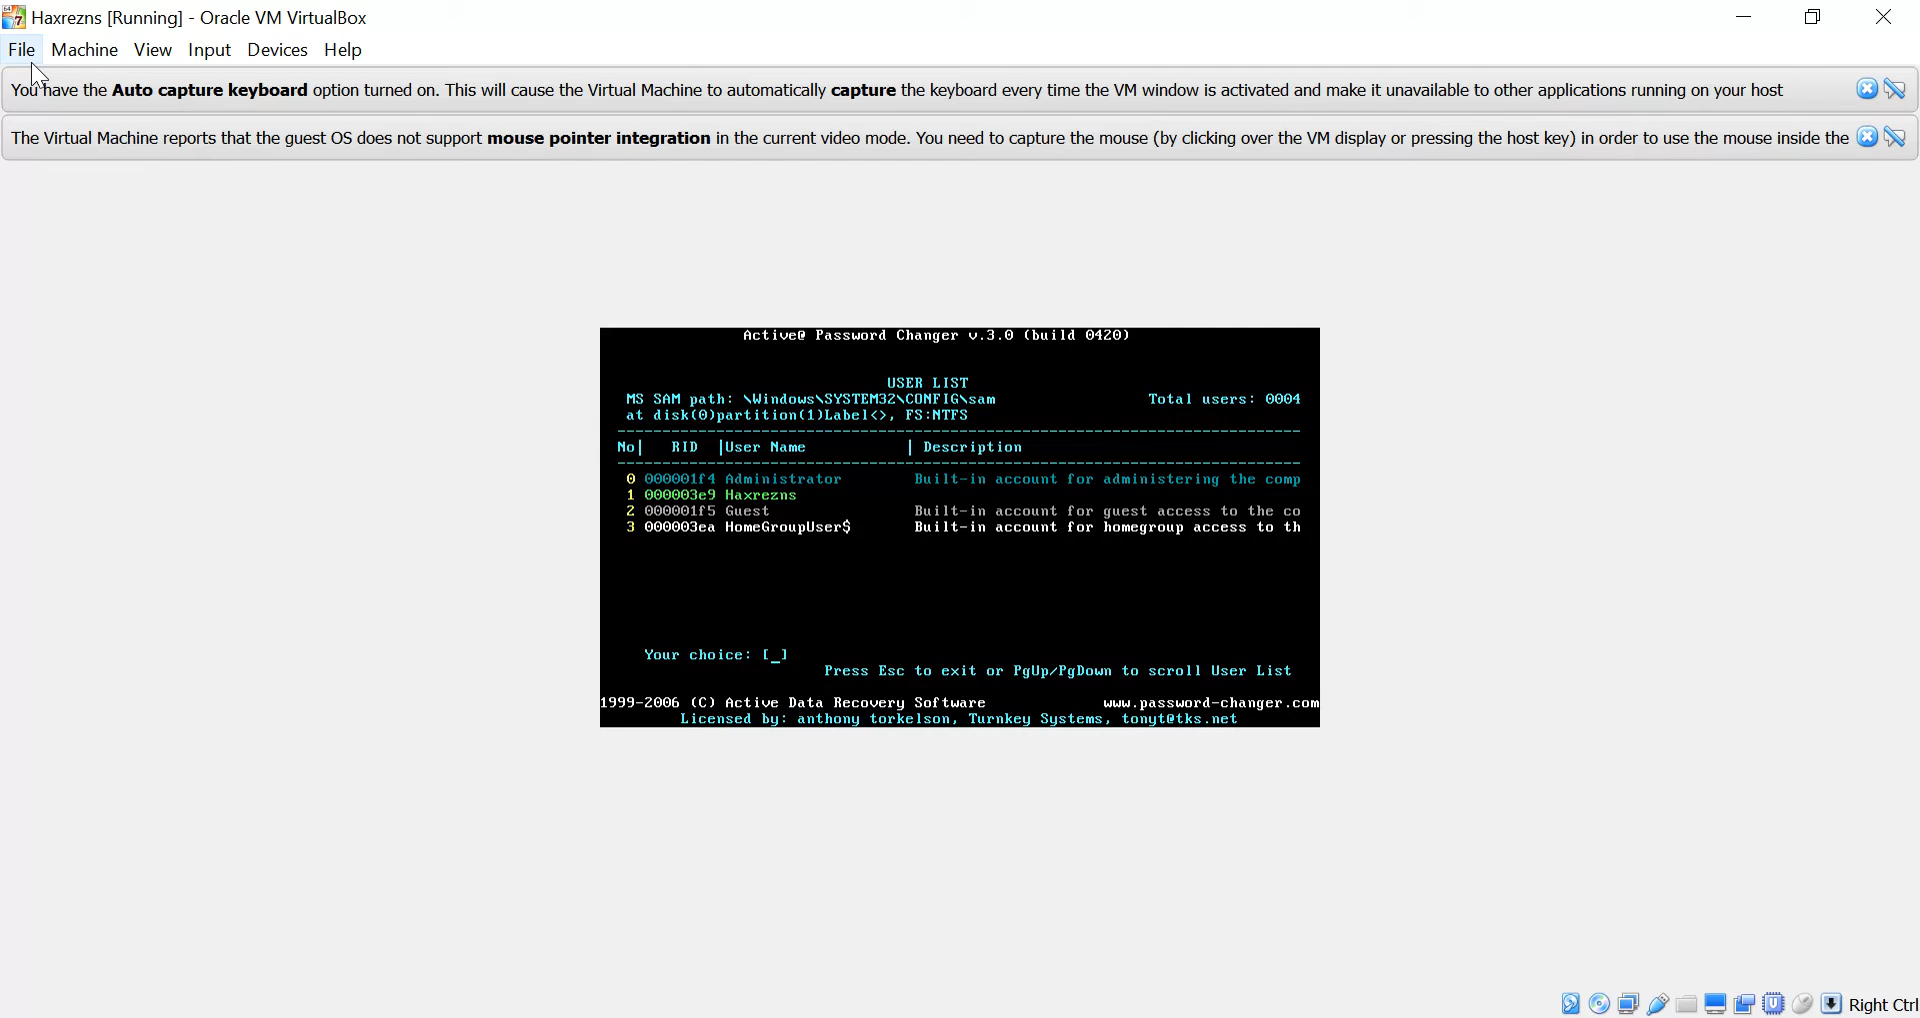 Haxrezns [Running] - Oracle VM VirtualBox
File Machine View Input Devices Help
You have the Auto capture keyboard option turned on. This will cause the Virtual Machine to automatically capture the keyboard every time the VM window is activated and make it unavailable to other applications running on your host
The Virtual Machine reports that the guest OS does not support mouse pointer integration in the current video mode. You need to capture the mouse (by clicking over the VM display or pressing the host key) in order to use the mouse inside the
Active@ Password Changer v.3.0 (build 0420)
USER LIST
MS SAM path: \Windows\SYSTEM32\CONFIG\sam Total users: 0004
at disk(0)partition(1)Label<>, FS:NTFS
No| RID |User Name | Description
0 000001f4 Administrator Built-in account for administering the comp
1 000003e9 Haxrezns
2 000001f5 Guest Built-in account for guest access to the co
3 000003ea HomeGroupUser$ Built-in account for homegroup access to th
Your choice: [_]
Press Esc to exit or PgUp/PgDown to scroll User List
1999-2006 (C) Active Data Recovery Software www.password-changer.com
Licensed by: anthony torkelson, Turnkey Systems, tonyt@tks.net
Right Ctrl